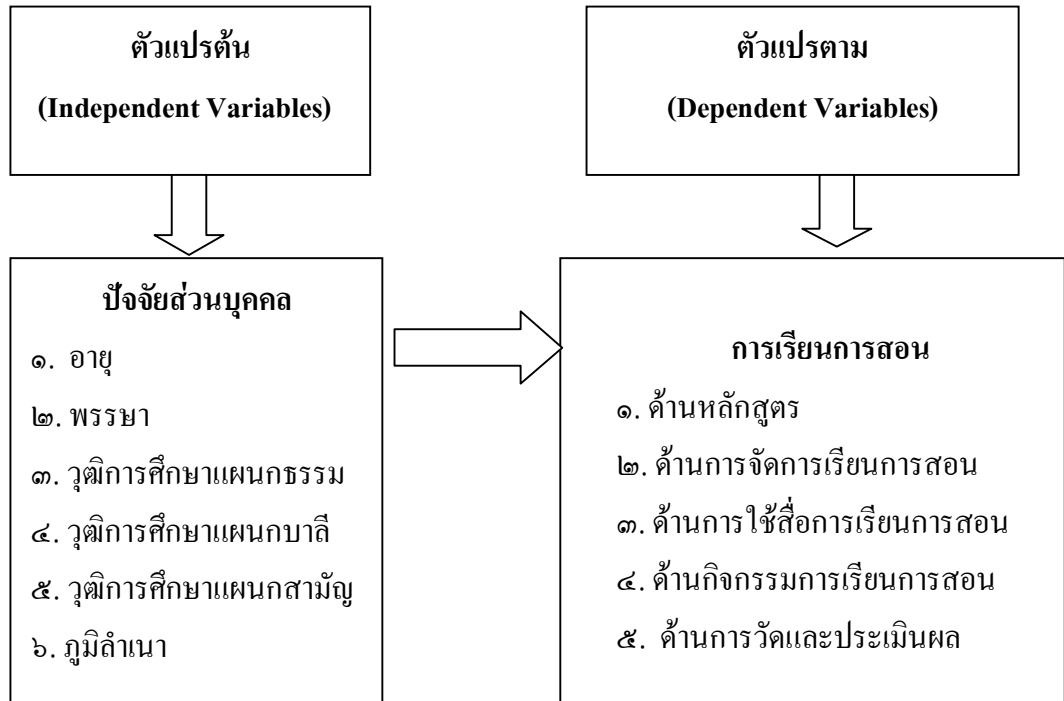 ตัวแปรต้น
(Independent Variables)
ตัวแปรตาม
(Dependent Variables)
ปัจจัยส่วนบุคคล
๑. อายุ
๒. พรรษา
๓. วุฒิการศึกษาแผนกธรรม
๔. วุฒิการศึกษาแผนกบาลี
๕. วุฒิการศึกษาแผนกสามัญ
๖. ภูมิลำเนา
การเรียนการสอน
๑. ด้านหลักสูตร
๒. ด้านการจัดการเรียนการสอน
๓. ด้านการใช้สื่อการเรียนการสอน
๔. ด้านกิจกรรมการเรียนการสอน
๕. ด้านการวัดและประเมินผล